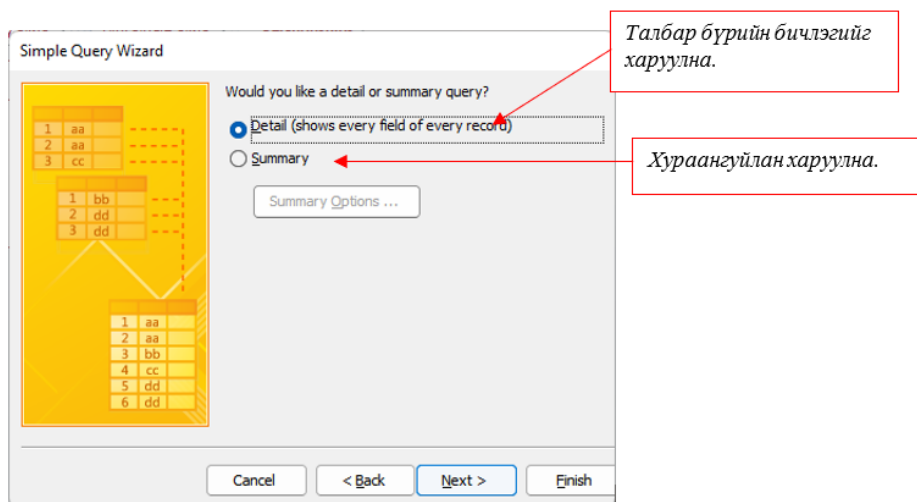 Simple Query Wizard
Талбар бүрийн бичлэгийг
харуулна.
Would you like a detail or summary query?
Detail (shows every field of every record)
Summary
Хураангуйлан харуулна.
Summary Options ...
1 aa
2 aa
3 cc
1 bb
2 dd
3 dd
1 aa
2 aa
3 bb
4 cc
5 dd
6 dd
Cancel
< Back
Next >
Finish